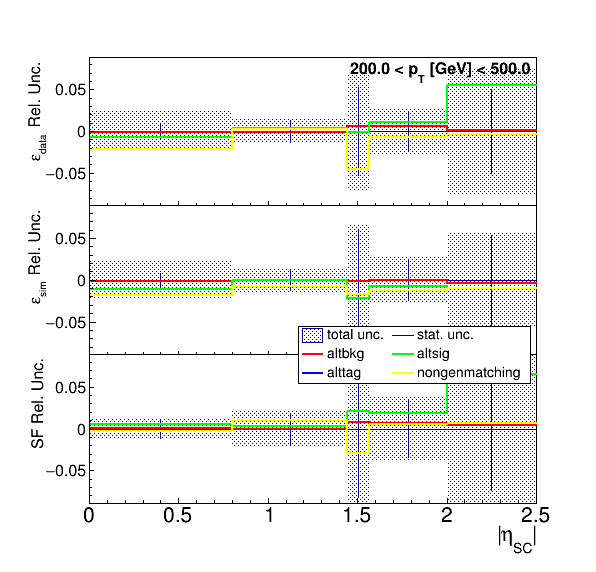 200.0 < p_T [GeV] < 500.0
ε_data Rel. Unc.
0.05
0
−0.05
ε_sim Rel. Unc.
0.05
0
−0.05
total unc. stat. unc.
altbkg altsig
alttag nongenmatching
SF Rel. Unc.
0.05
0
−0.05
0 0.5 1 1.5 2 2.5
|η_SC|